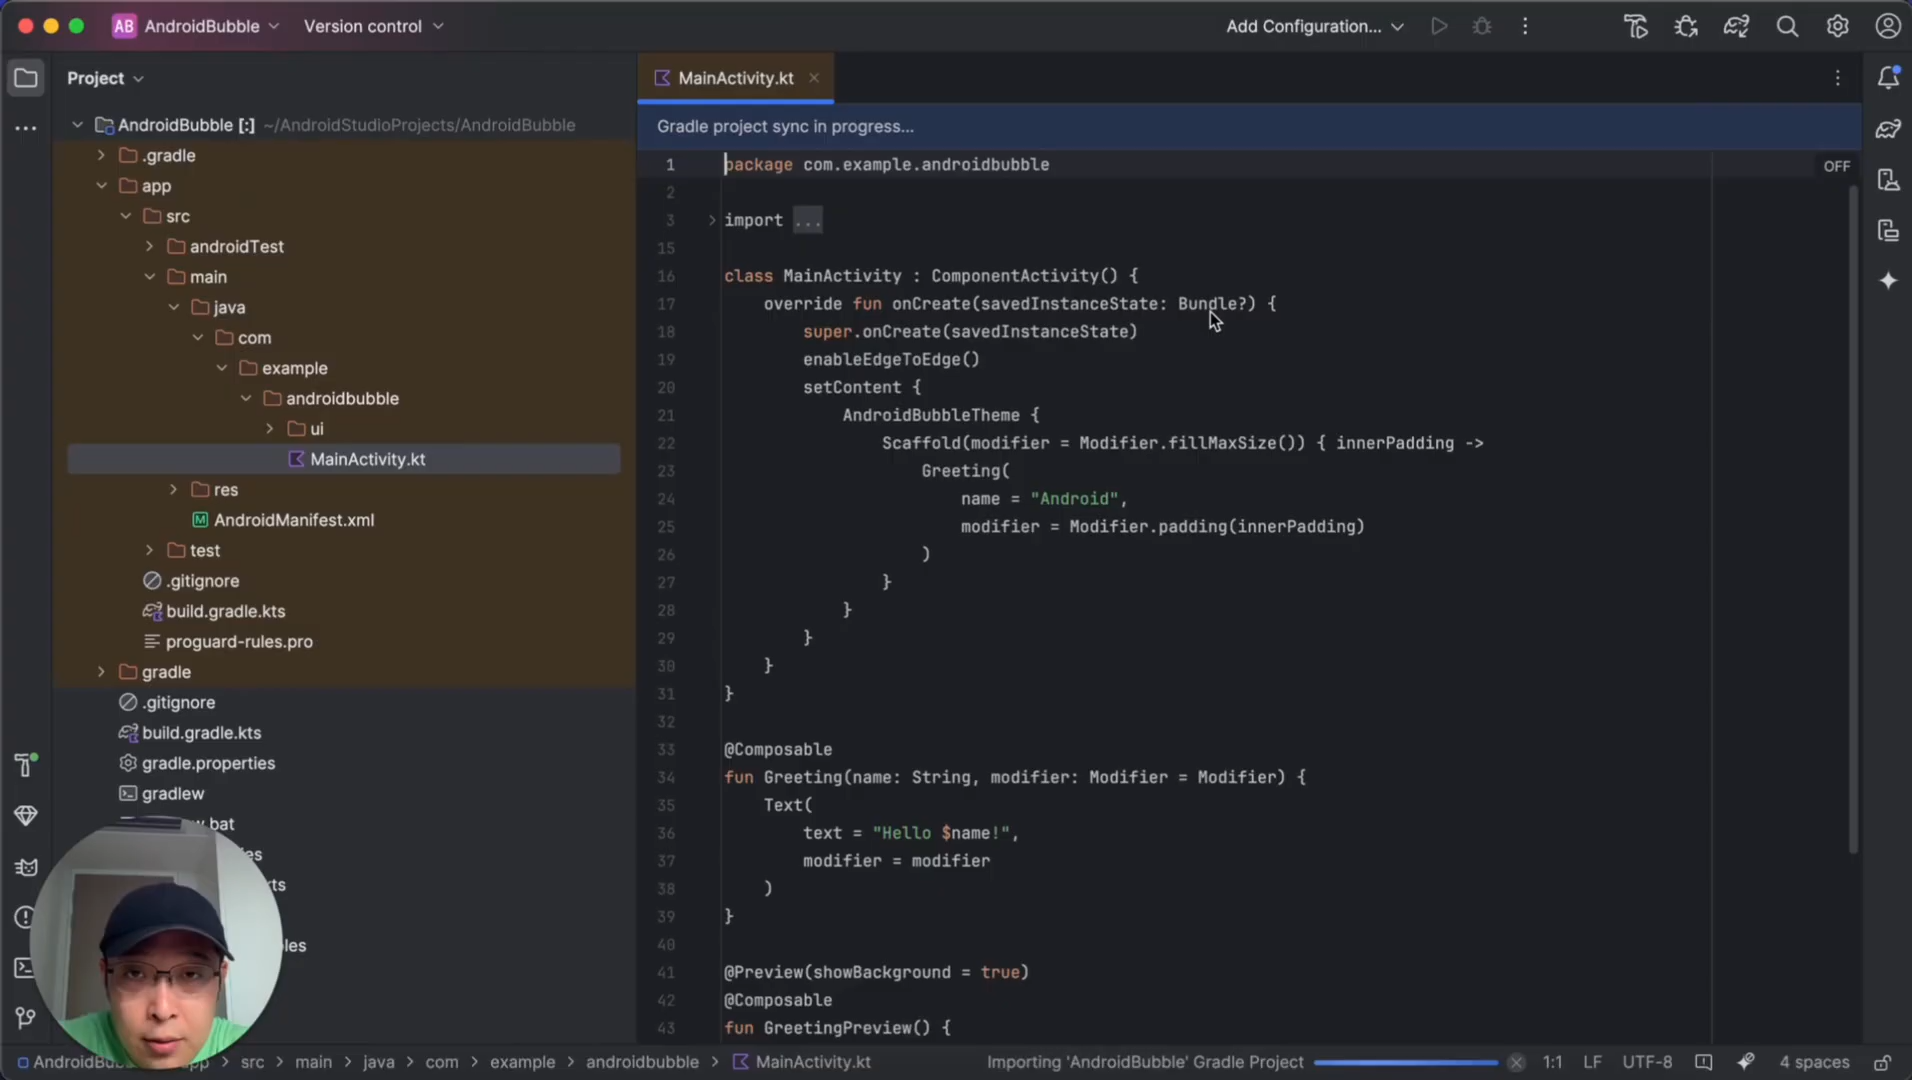 AB AndroidBubble Version control Add Configuration...
Project
MainActivity.kt
AndroidBubble [:] ~/AndroidStudioProjects/AndroidBubble
.gradle
app
src
androidTest
main
java
com
example
androidbubble
ui
MainActivity.kt
res
AndroidManifest.xml
test
.gitignore
build.gradle.kts
proguard-rules.pro
gradle
.gitignore
build.gradle.kts
gradle.properties
gradlew
.bat
Gradle project sync in progress...
OFF
1 package com.example.androidbubble
2
3 import ...
15
16 class MainActivity : ComponentActivity() {
17 override fun onCreate(savedInstanceState: Bundle?) {
18 super.onCreate(savedInstanceState)
19 enableEdgeToEdge()
20 setContent {
21 AndroidBubbleTheme {
22 Scaffold(modifier = Modifier.fillMaxSize()) { innerPadding ->
23 Greeting(
24 name = "Android",
25 modifier = Modifier.padding(innerPadding)
26 )
27 }
28 }
29 }
30 }
31 }
32
33 @Composable
34 fun Greeting(name: String, modifier: Modifier = Modifier) {
35 Text(
36 text = "Hello $name!",
37 modifier = modifier
38 )
39 }
40
41 @Preview(showBackground = true)
42 @Composable
43 fun GreetingPreview() {
src > main > java > com > example > androidbubble > MainActivity.kt
Importing 'AndroidBubble' Gradle Project 1:1 LF UTF-8 4 spaces